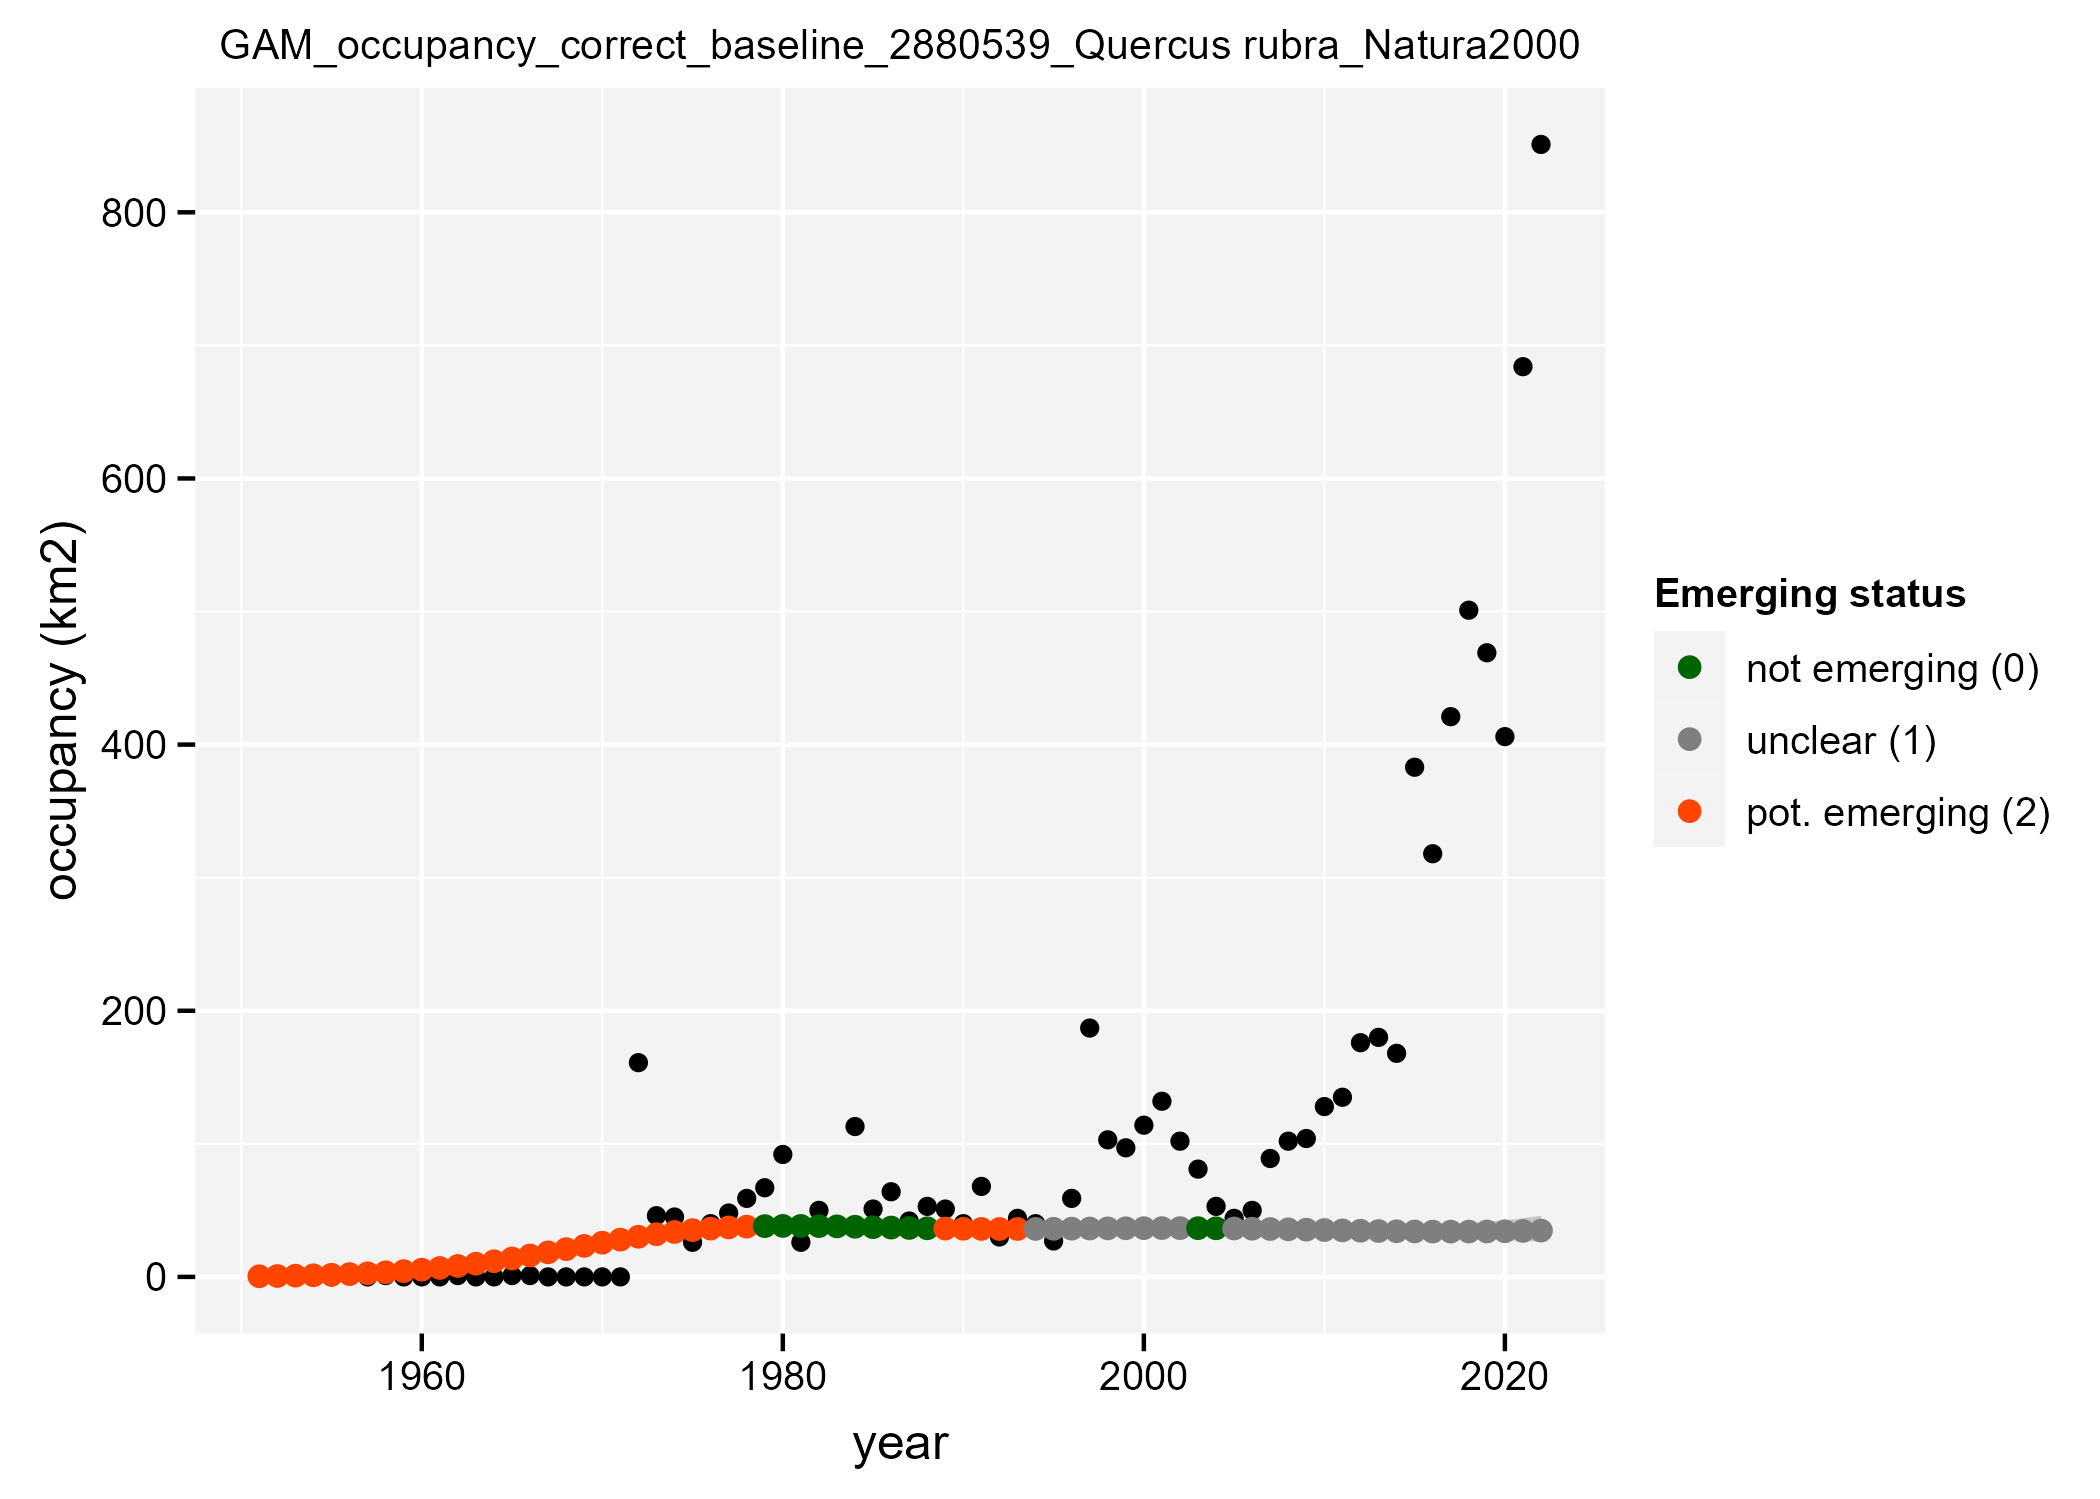 GAM_occupancy_correct_baseline_2880539_Quercus rubra_Natura2000
800
600
400
200
0
occupancy (km2)
1960
1980
2000
2020
year
Emerging status
not emerging (0)
unclear (1)
pot. emerging (2)